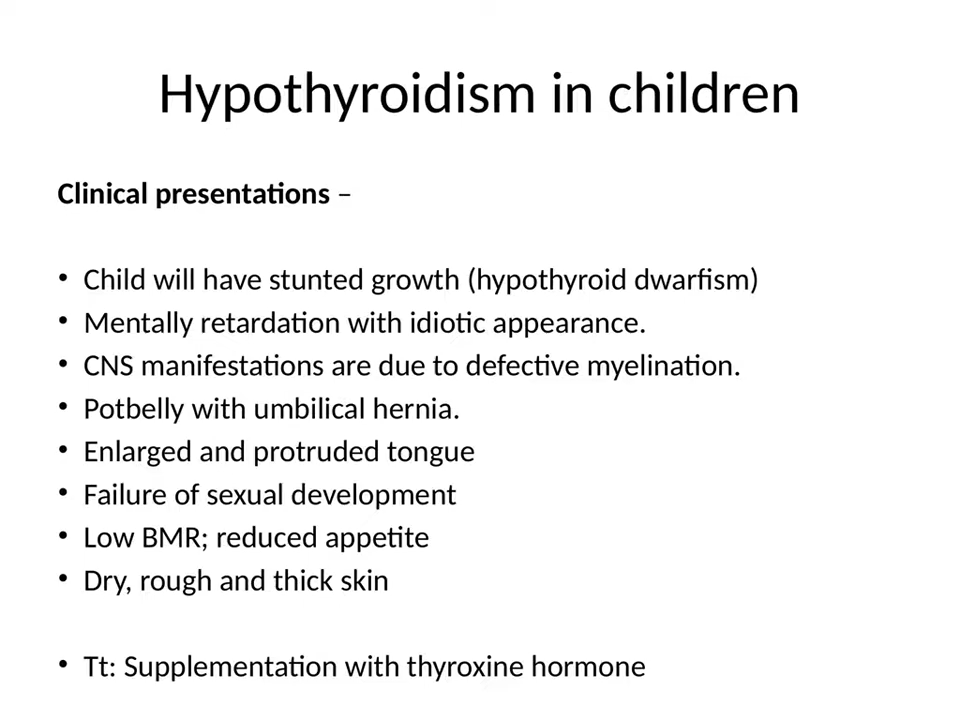 Hypothyroidism in children
Clinical presentations –
• Child will have stunted growth (hypothyroid dwarfism)
• Mentally retardation with idiotic appearance.
• CNS manifestations are due to defective myelination.
• Potbelly with umbilical hernia.
• Enlarged and protruded tongue
• Failure of sexual development
• Low BMR; reduced appetite
• Dry, rough and thick skin
• Tt: Supplementation with thyroxine hormone